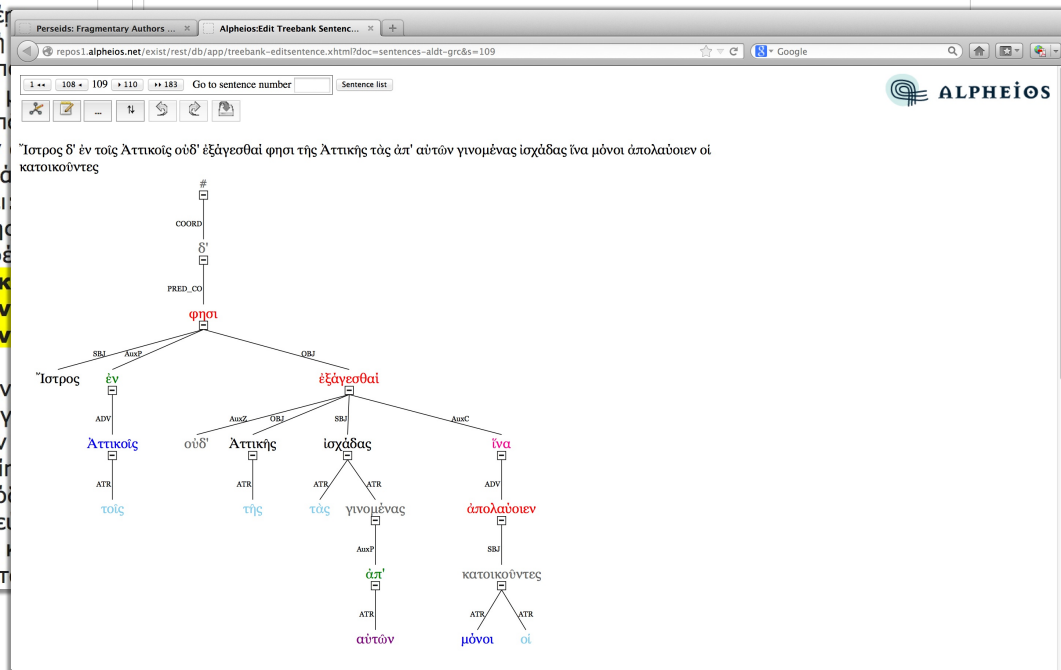 Perseids: Fragmentary Authors ... × Alpheios:Edit Treebank Sentenc... × +
repos1.alpheios.net/exist/rest/db/app/treebank-editsentence.xhtml?doc=sentences-aldt-grc&s=109 Google
1 108 109 110 183 Go to sentence number Sentence list
ALPHEIOS
...
Ἴστρος δ' ἐν τοῖς Ἀττικοῖς οὐδ' ἐξάγεσθαί φησι τῆς Ἀττικῆς τὰς ἀπ' αὐτῶν γινομένας ἰσχάδας ἵνα μόνοι ἀπολαύοιεν οἱ
κατοικοῦντες
#
COORD
δ'
PRED_CO
φησι
SBJ AuxP OBJ
Ἴστρος ἐν ἐξάγεσθαί
ADV AuxZ OBJ SBJ AuxC
Ἀττικοῖς οὐδ' Ἀττικῆς ἰσχάδας ἵνα
ATR ATR ATR ATR ADV
τοῖς τῆς τὰς γινομένας ἀπολαύοιεν
AuxP SBJ
ἀπ' κατοικοῦντες
ATR ATR ATR
αὐτῶν μόνοι οἱ